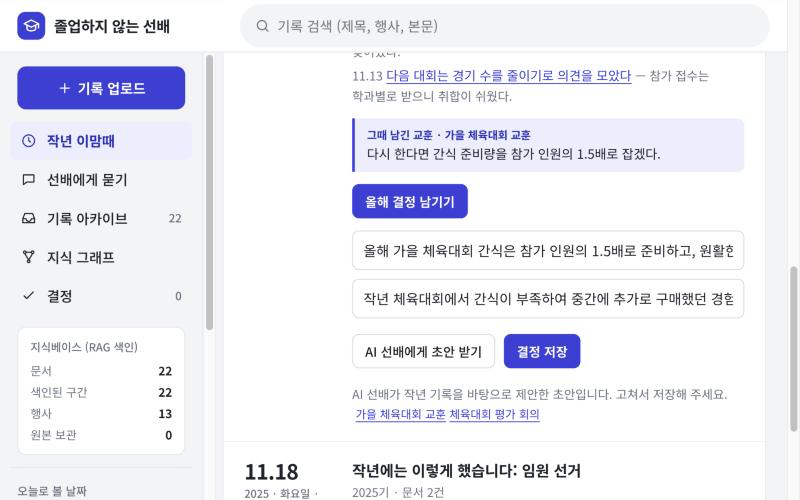 졸업하지 않는 선배
기록 검색 (제목, 행사, 본문)
+ 기록 업로드
작년 이맘때
선배에게 묻기
기록 아카이브 22
지식 그래프
결정 0
지식베이스 (RAG 색인)
문서 22
색인된 구간 22
행사 13
원본 보관 0
오늘로 볼 날짜
11.13 다음 대회는 경기 수를 줄이기로 의견을 모았다 — 참가 접수는
학과별로 받으니 취합이 쉬웠다.
그때 남긴 교훈 · 가을 체육대회 교훈
다시 한다면 간식 준비량을 참가 인원의 1.5배로 잡겠다.
올해 결정 남기기
올해 가을 체육대회 간식은 참가 인원의 1.5배로 준비하고, 원활한
작년 체육대회에서 간식이 부족하여 중간에 추가로 구매했던 경험
AI 선배에게 초안 받기
결정 저장
AI 선배가 작년 기록을 바탕으로 제안한 초안입니다. 고쳐서 저장해 주세요.
가을 체육대회 교훈 체육대회 평가 회의
11.18
2025 · 화요일 ·
작년에는 이렇게 했습니다: 임원 선거
2025기 · 문서 2건